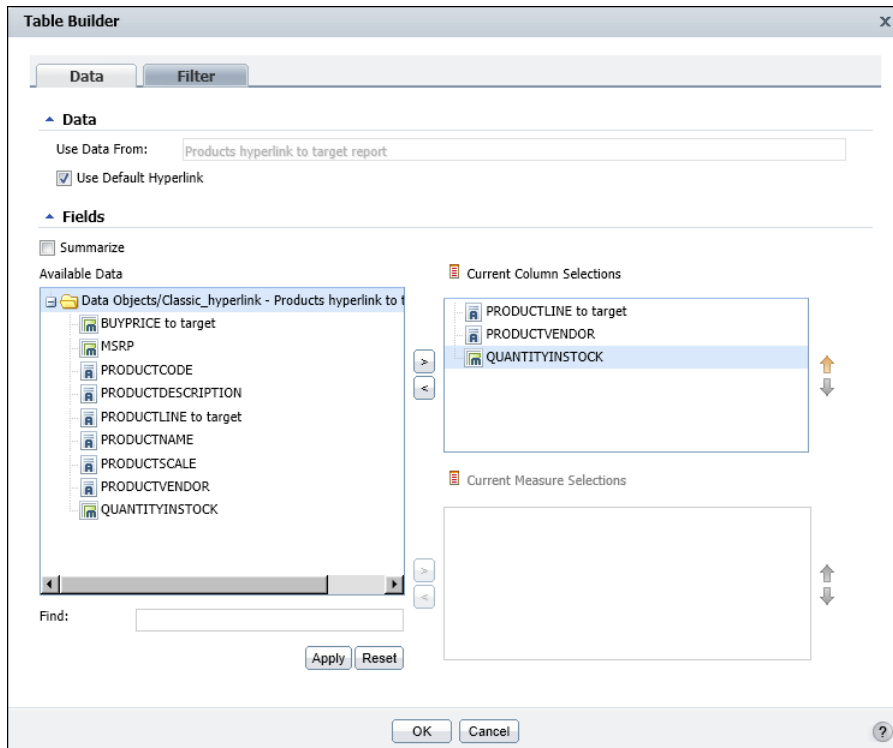 Table Builder
x
Data Filter
Data
Use Data From: Products hyperlink to target report
Use Default Hyperlink
Fields
Summarize
Available Data
Data Objects/Classic_hyperlink - Products hyperlink to t
BUYPRICE to target
MSRP
PRODUCTCODE
PRODUCTDESCRIPTION
PRODUCTLINE to target
PRODUCTNAME
PRODUCTSCALE
PRODUCTVENDOR
QUANTITYINSTOCK
Find:
Apply Reset
>
<
>
<
Current Column Selections
PRODUCTLINE to target
PRODUCTVENDOR
QUANTITYINSTOCK
Current Measure Selections
OK Cancel
?